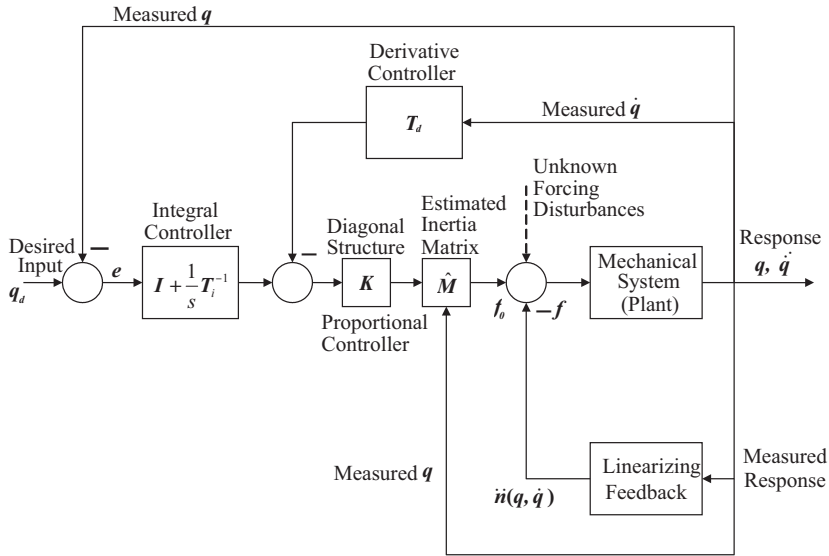 Measured q
Derivative
Controller
T_d
Measured q̇
Unknown
Forcing
Disturbances
Integral
Controller
Diagonal
Structure
Estimated
Inertia
Matrix
Desired
Input
q_d
−
e
I + 1/s T_i^{-1}
−
K
M̂
f_0
− f
Mechanical
System
(Plant)
Response
q, q̇
Proportional
Controller
Measured q
n̈(q, q̇)
Linearizing
Feedback
Measured
Response